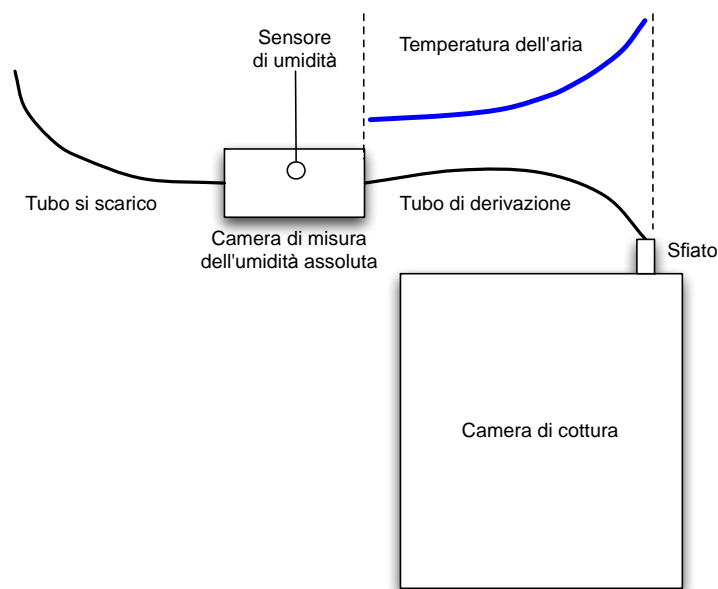 Sensore
di umidità
Temperatura dell'aria
Tubo si scarico
Tubo di derivazione
Camera di misura
dell'umidità assoluta
Sfiato
Camera di cottura